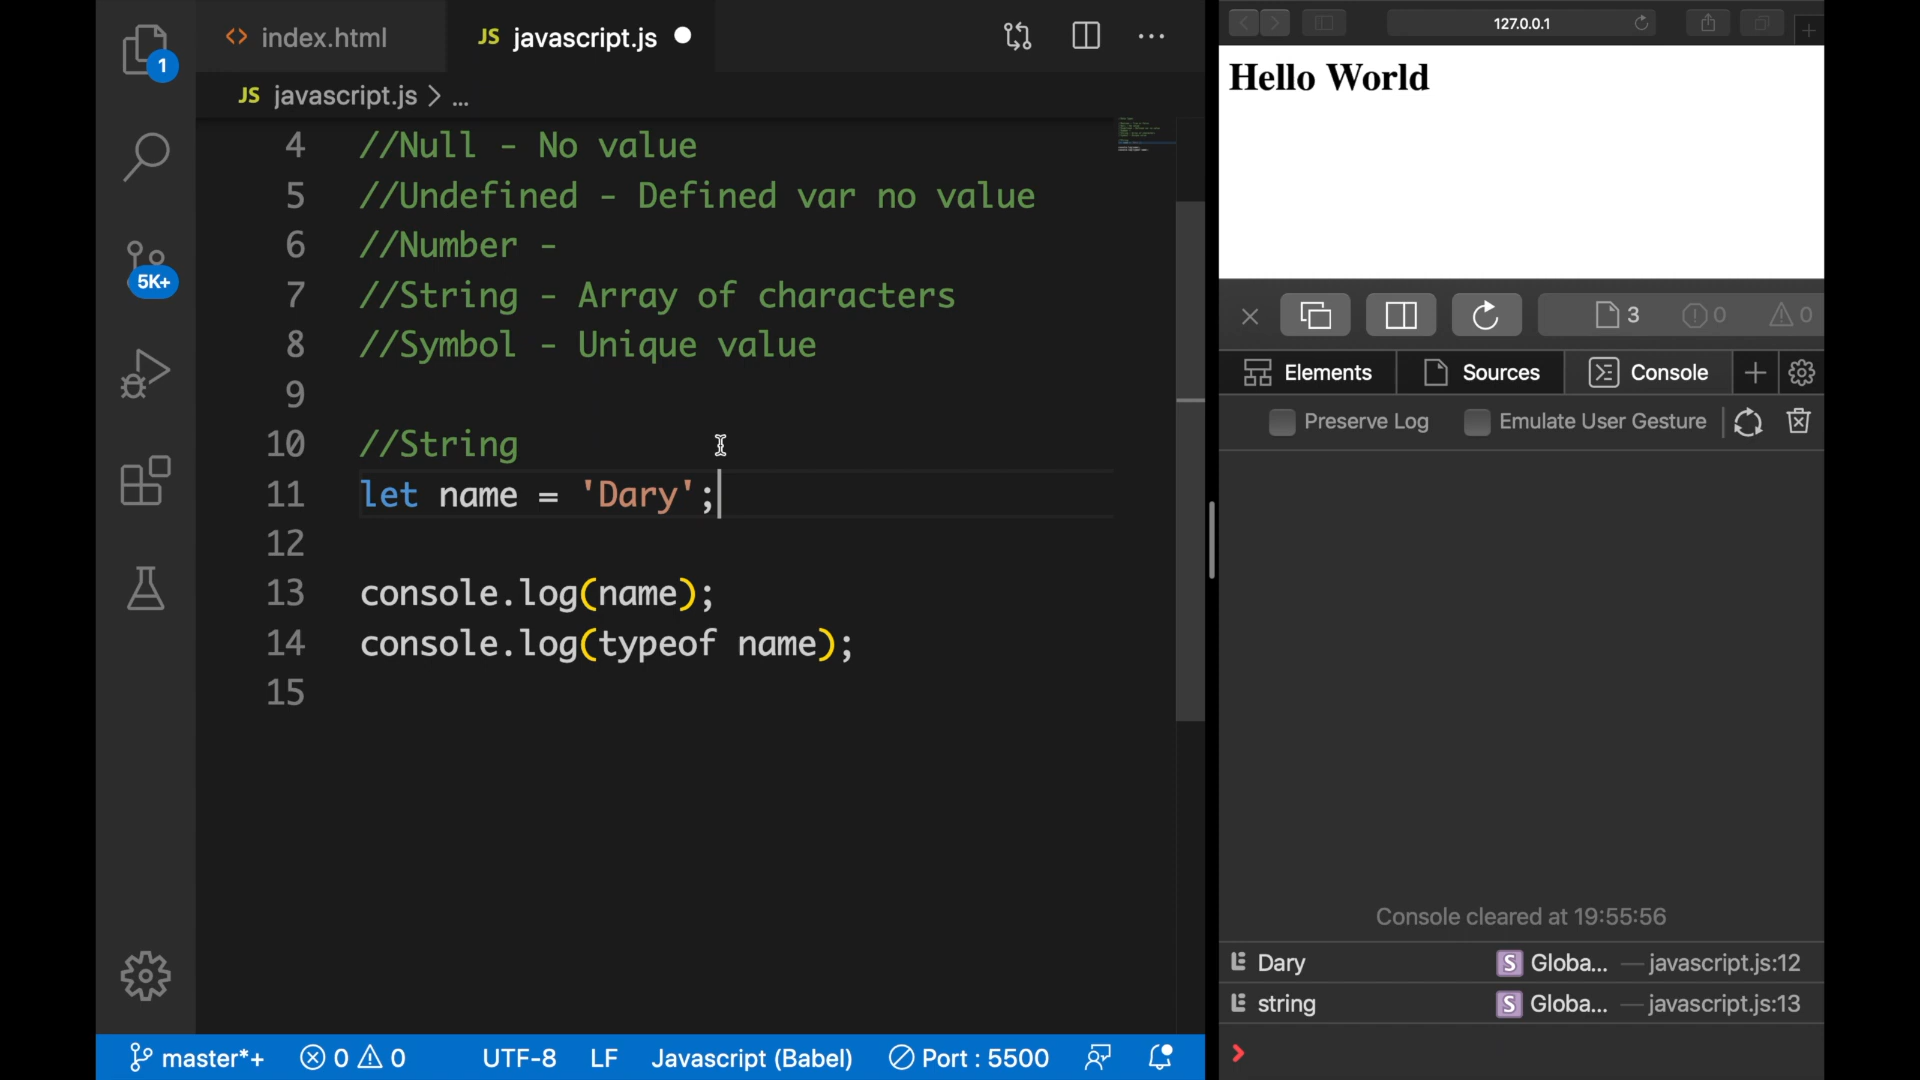 index.html
JS javascript.js
JS javascript.js > ...
4 //Null - No value
5 //Undefined - Defined var no value
6 //Number -
7 //String - Array of characters
8 //Symbol - Unique value
9
10 //String
11 let name = 'Dary';
12
13 console.log(name);
14 console.log(typeof name);
15
1
5K+
master*+ 0 0 UTF-8 LF Javascript (Babel) Port : 5500
127.0.0.1
Hello World
3 0 0
Elements Sources Console
Preserve Log Emulate User Gesture
Console cleared at 19:55:56
Dary S Globa... — javascript.js:12
string S Globa... — javascript.js:13